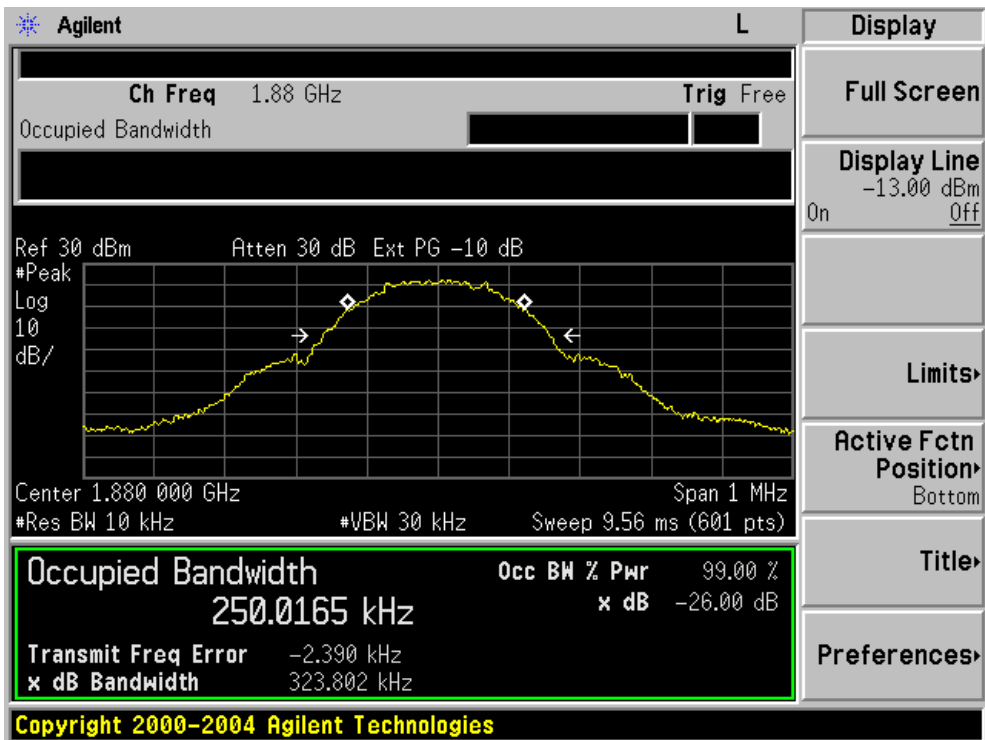 Agilent L Display
Ch Freq 1.88 GHz Trig Free
Occupied Bandwidth
Full Screen
Display Line
-13.00 dBm
On Off
Ref 30 dBm Atten 30 dB Ext PG -10 dB
#Peak
Log
10
dB/
Limits
Active Fctn
Position
Bottom
Center 1.880 000 GHz Span 1 MHz
#Res BW 10 kHz #VBW 30 kHz Sweep 9.56 ms (601 pts)
Occupied Bandwidth Occ BW % Pwr 99.00 %
250.0165 kHz x dB -26.00 dB
Transmit Freq Error -2.390 kHz
x dB Bandwidth 323.802 kHz
Title
Preferences
Copyright 2000-2004 Agilent Technologies